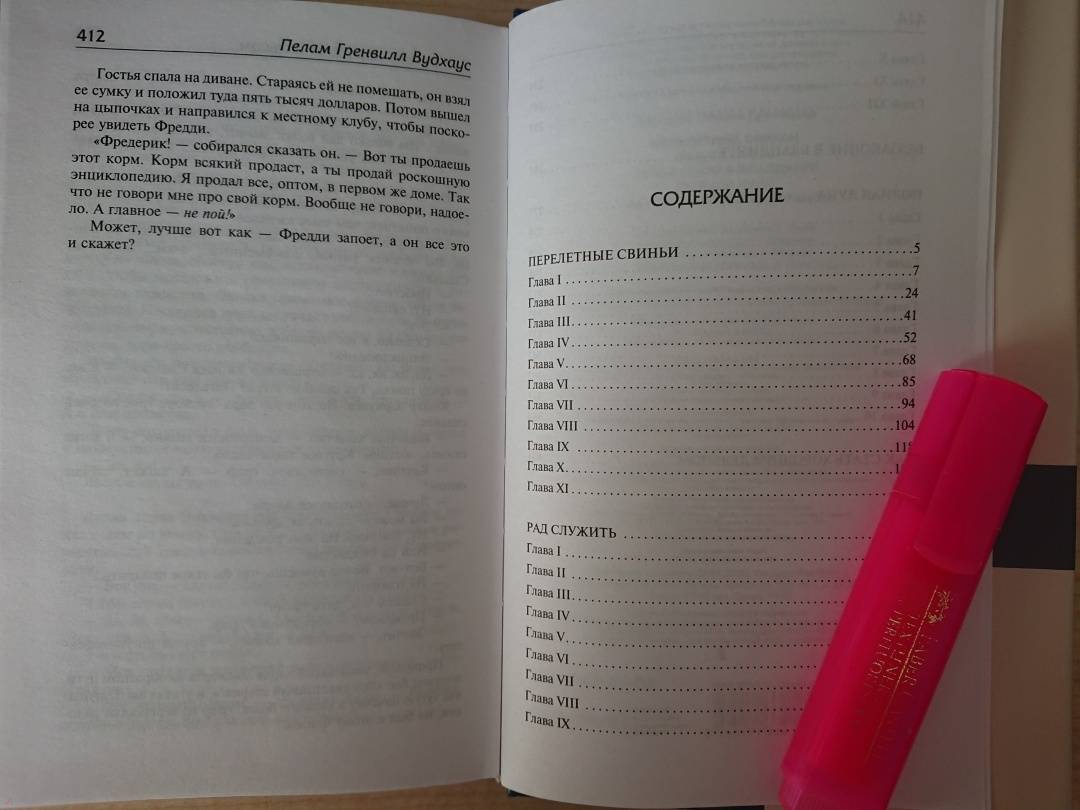 412
Пелам Гренвилл Вудхаус
Гостья спала на диване. Стараясь ей не помешать, он взял
ее сумку и положил туда пять тысяч долларов. Потом вышел
на цыпочках и направился к местному клубу, чтобы поско-
рее увидеть Фредди.
«Фредерик! — собирался сказать он. — Вот ты продаешь
этот корм. Корм всякий продаст, а ты продай роскошную
энциклопедию. Я продал все, оптом, в первом же доме. Так
что не говори мне про свой корм. Вообще не говори, надое-
ло. А главное — не пой!»
Может, лучше вот как — Фредди запоет, а он все это
и скажет?
СОДЕРЖАНИЕ
ПЕРЕЛЕТНЫЕ СВИНЬИ ........................................ 5
Глава I ........................................ 7
Глава II ........................................ 24
Глава III ........................................ 41
Глава IV ........................................ 52
Глава V ........................................ 68
Глава VI ........................................ 85
Глава VII ........................................ 94
Глава VIII ........................................ 104
Глава IX ........................................
Глава X ........................................
Глава XI ........................................
РАД СЛУЖИТЬ ........................................
Глава I ........................................
Глава II ........................................
Глава III ........................................
Глава IV ........................................
Глава V ........................................
Глава VI ........................................
Глава VII ........................................
Глава VIII ........................................
Глава IX ........................................